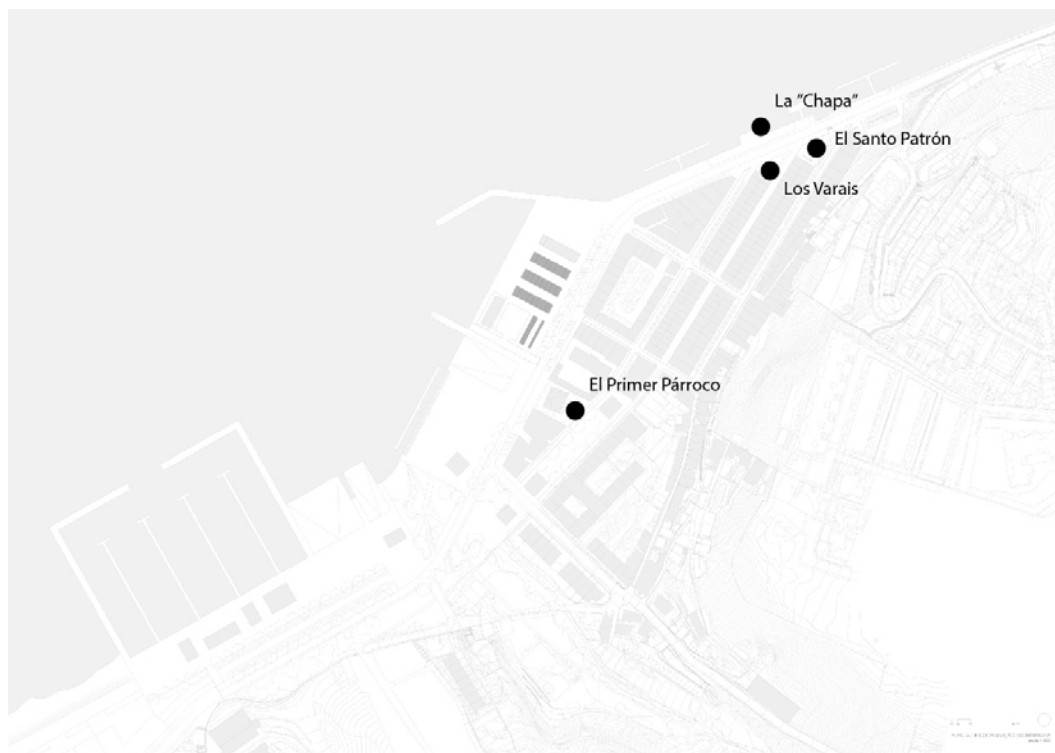 La "Chapa"
El Santo Patrón
Los Varais
El Primer Párroco